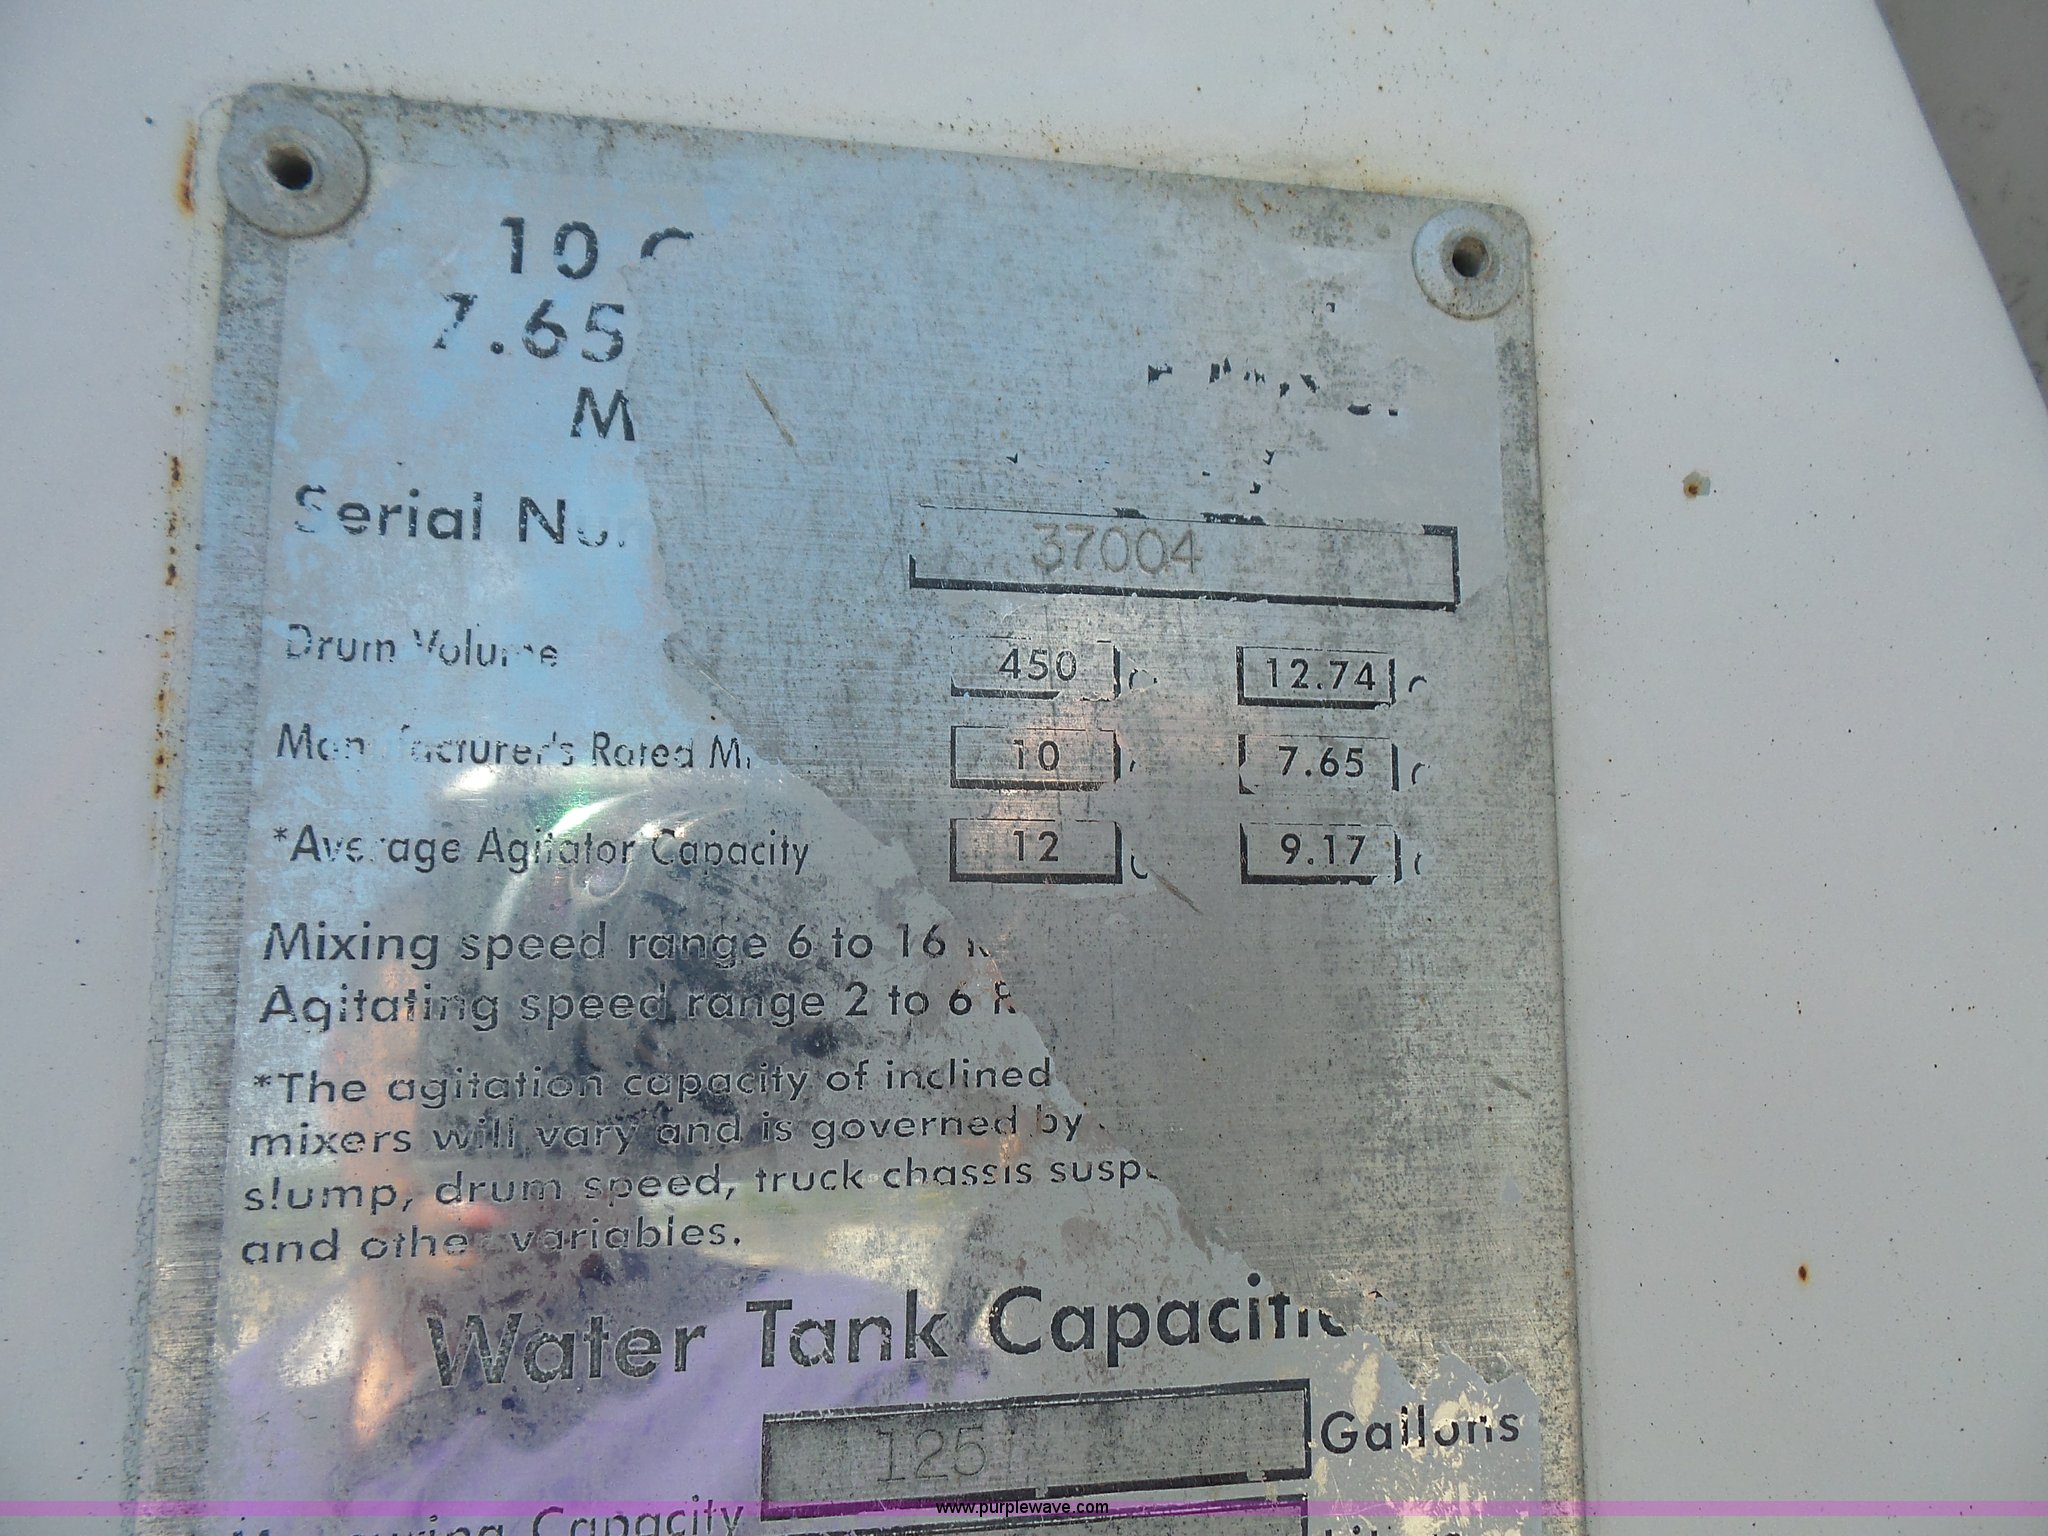 10
7.65
M
Serial
37004
Drum Volume 450 12.74
Manufacturer's Rated 10 7.65
*Average Agitator Capacity 12 9.17
Mixing speed range 6 to 16
Agitating speed range 2 to 6 R
*The agitation capacity of inclined
mixers will vary and is governed by
slump, drum speed, truck chassis
and other variables.
Water Tank
125 Gallons
Capacity
www.purplewave.com